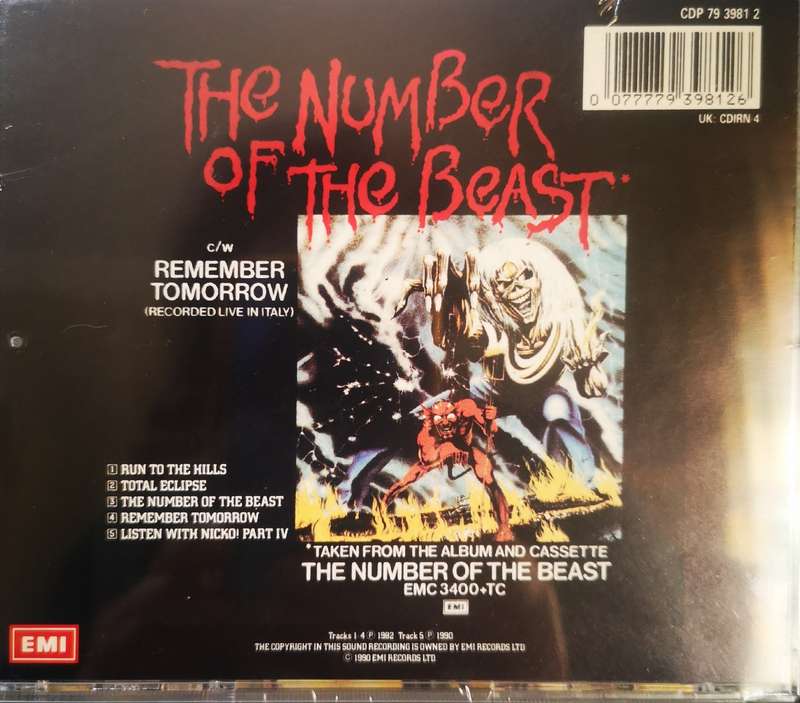 CDP 79 3981 2
0 077779 398126
UK: CDIRN 4
THE NUMBER
OF THE BEAST*
c/w
REMEMBER
TOMORROW
(RECORDED LIVE IN ITALY)
1 RUN TO THE HILLS
2 TOTAL ECLIPSE
3 THE NUMBER OF THE BEAST
4 REMEMBER TOMORROW
5 LISTEN WITH NICKO! PART IV
*TAKEN FROM THE ALBUM AND CASSETTE
THE NUMBER OF THE BEAST
EMC 3400+TC
EMI
EMI
Tracks 1-4 Ⓟ 1982 Track 5 Ⓟ 1990
THE COPYRIGHT IN THIS SOUND RECORDING IS OWNED BY EMI RECORDS LTD
© 1990 EMI RECORDS LTD